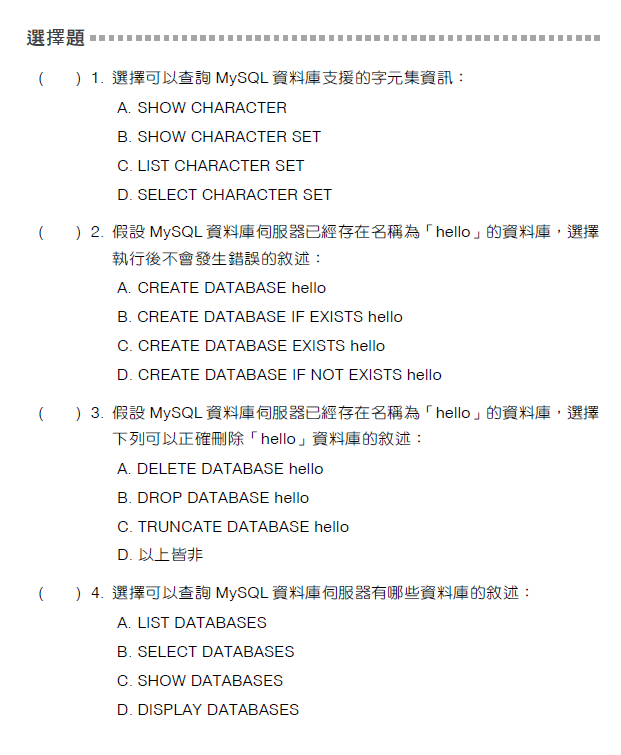 選擇題
(　　) 1. 選擇可以查詢 MySQL 資料庫支援的字元集資訊：
A. SHOW CHARACTER
B. SHOW CHARACTER SET
C. LIST CHARACTER SET
D. SELECT CHARACTER SET
(　　) 2. 假設 MySQL 資料庫伺服器已經存在名稱為「hello」的資料庫，選擇
執行後不會發生錯誤的敘述：
A. CREATE DATABASE hello
B. CREATE DATABASE IF EXISTS hello
C. CREATE DATABASE EXISTS hello
D. CREATE DATABASE IF NOT EXISTS hello
(　　) 3. 假設 MySQL 資料庫伺服器已經存在名稱為「hello」的資料庫，選擇
下列可以正確刪除「hello」資料庫的敘述：
A. DELETE DATABASE hello
B. DROP DATABASE hello
C. TRUNCATE DATABASE hello
D. 以上皆非
(　　) 4. 選擇可以查詢 MySQL 資料庫伺服器有哪些資料庫的敘述：
A. LIST DATABASES
B. SELECT DATABASES
C. SHOW DATABASES
D. DISPLAY DATABASES